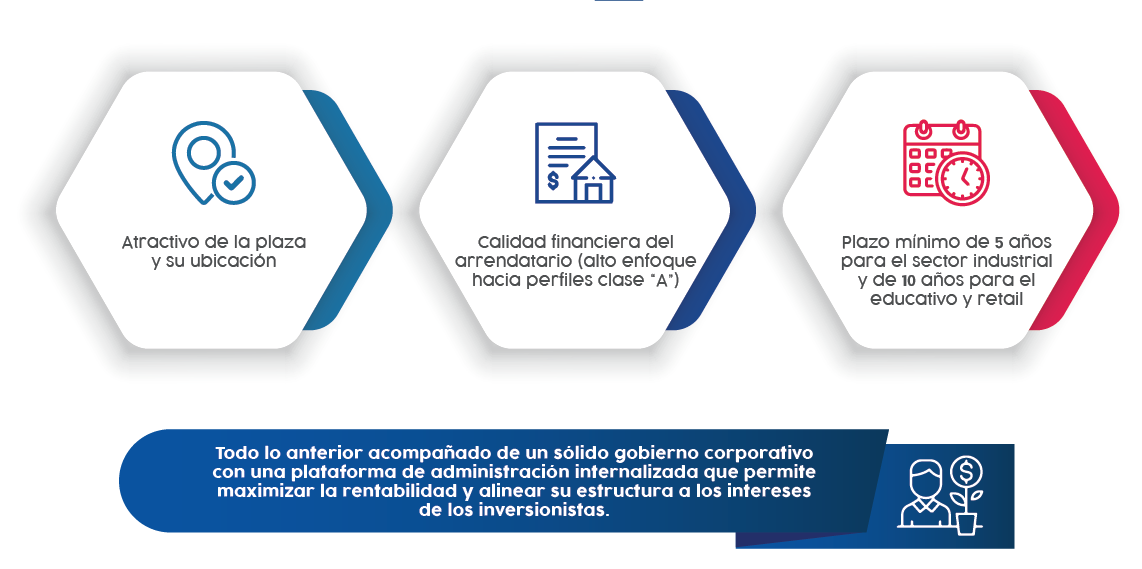 Atractivo de la plaza
y su ubicación
$
Calidad financiera del
arrendatario (alto enfoque
hacia perfiles clase "A")
Plazo mínimo de 5 años
para el sector industrial
y de 10 años para el
educativo y retail
Todo lo anterior acompañado de un sólido gobierno corporativo
con una plataforma de administración internalizada que permite
maximizar la rentabilidad y alinear su estructura a los intereses
de los inversionistas.
$